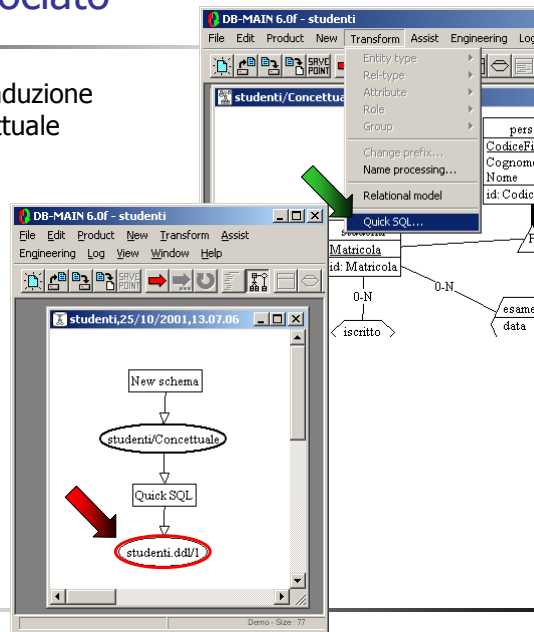 ociato
duzione
ttuale
DB-MAIN 6.0f - studenti
File Edit Product New Transform Assist Engineering Log
SAVE POINT
studenti/Concettua
Entity type
Rel-type
Attribute
Role
Group
Change prefix...
Name processing...
Relational model
Quick SQL...
pers
CodiceFi
Cognome
Nome
id: Codic
Matricola
id: Matricola
0-N
0-N
iscritto
esame
data
DB-MAIN 6.0f - studenti
File Edit Product New Transform Assist
Engineering Log View Window Help
SAVE POINT
studenti,25/10/2001,13.07.06
New schema
studenti/Concettuale
Quick SQL
studenti.ddl/1
Demo - Size : 77